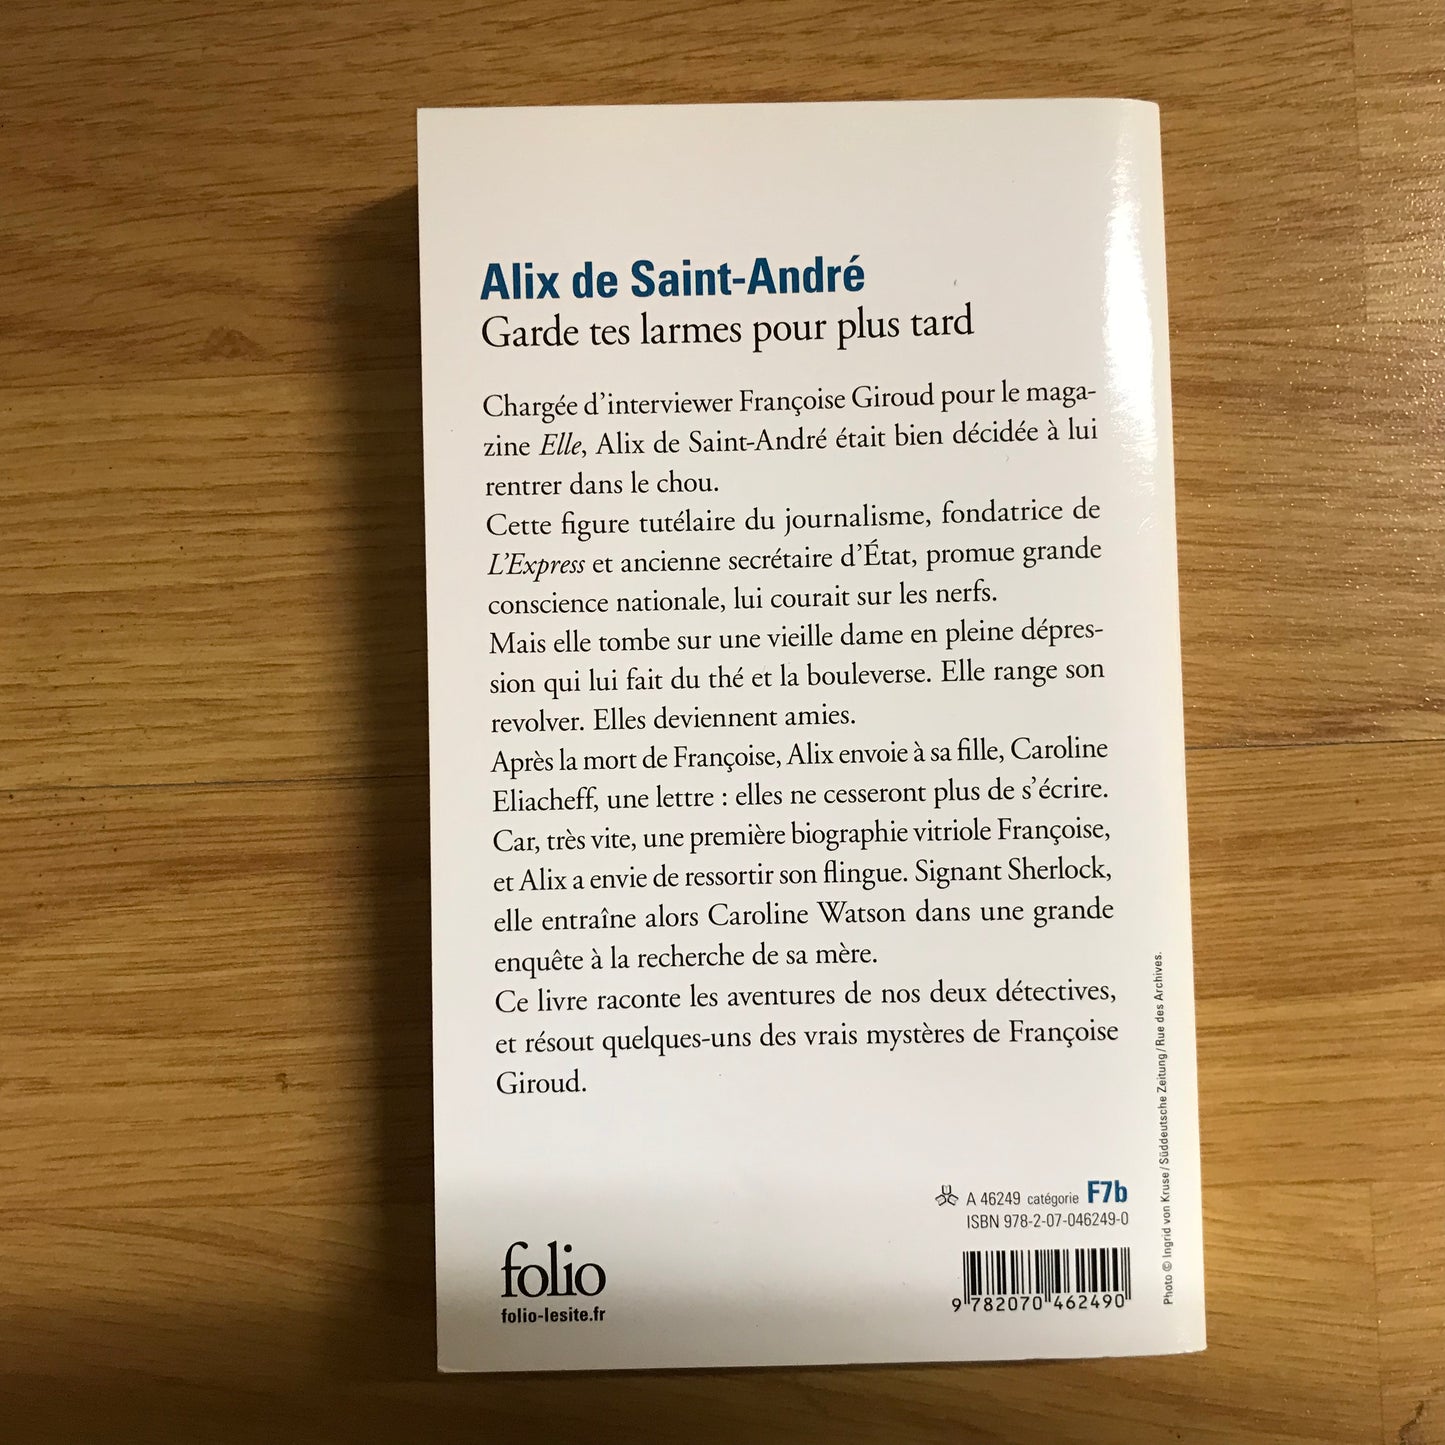 Alix de Saint-André
Garde tes larmes pour plus tard
Chargée d'interviewer Françoise Giroud pour le maga-
zine Elle, Alix de Saint-André était bien décidée à lui
rentrer dans le chou.
Cette figure tutélaire du journalisme, fondatrice de
L'Express et ancienne secrétaire d'État, promue grande
conscience nationale, lui courait sur les nerfs.
Mais elle tombe sur une vieille dame en pleine dépres-
sion qui lui fait du thé et la bouleverse. Elle range son
revolver. Elles deviennent amies.
Après la mort de Françoise, Alix envoie à sa fille, Caroline
Eliacheff, une lettre : elles ne cesseront plus de s'écrire.
Car, très vite, une première biographie vitriole Françoise,
et Alix a envie de ressortir son flingue. Signant Sherlock,
elle entraîne alors Caroline Watson dans une grande
enquête à la recherche de sa mère.
Ce livre raconte les aventures de nos deux détectives,
et résout quelques-uns des vrais mystères de Françoise
Giroud.
A 46249 catégorie F7b
ISBN 978-2-07-046249-0
folio
folio-lesite.fr
9 782070 462490
Photo © Ingrid von Kruse / Süddeutsche Zeitung / Rue des Archives.